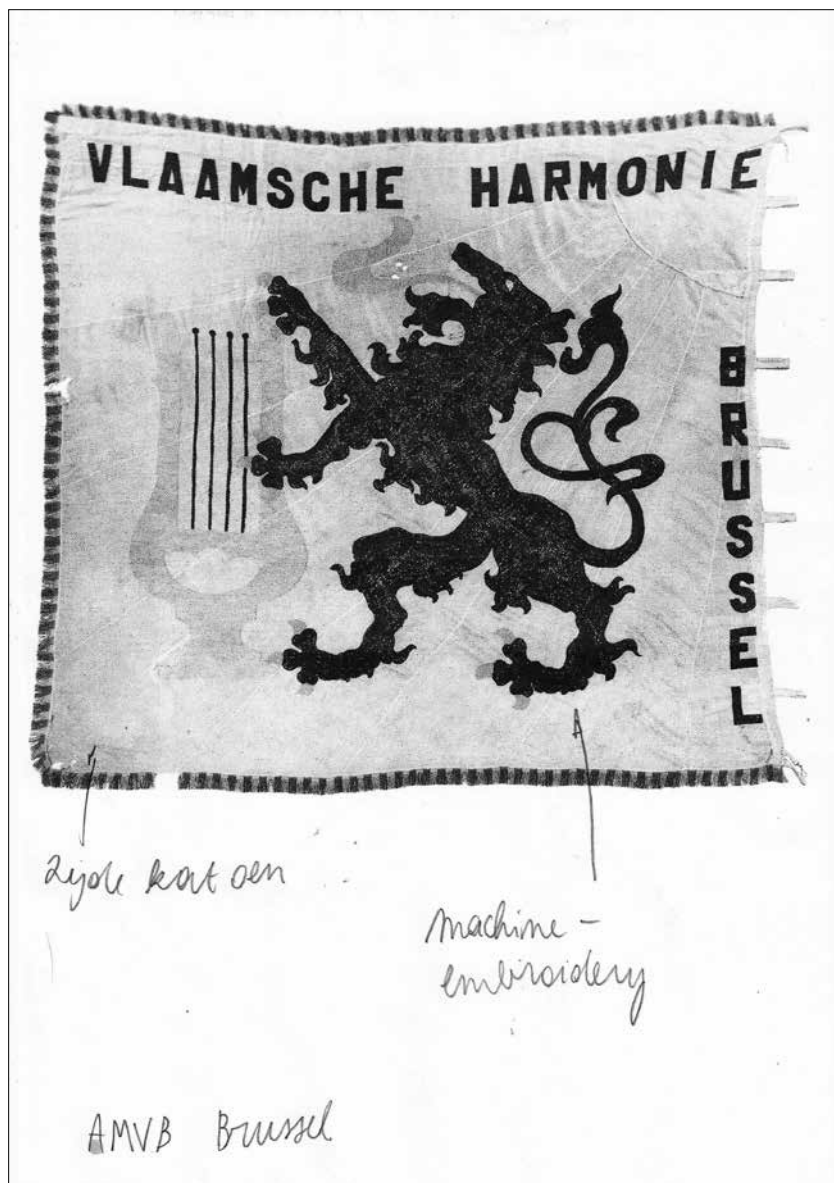 VLAAMSCHE HARMONIE
BRUSSEL
zijde katoen
machine-
embroidery
AMVB Brussel